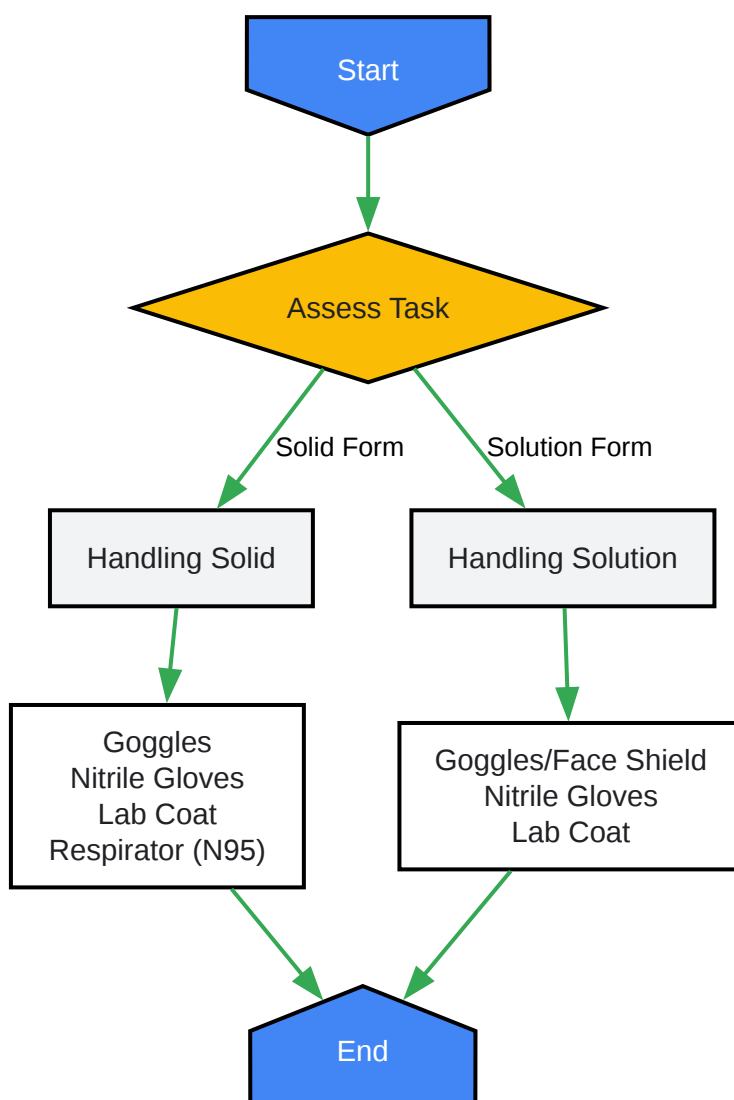 Start
Assess Task
Solid Form
Solution Form
Handling Solid
Handling Solution
Goggles
Nitrile Gloves
Lab Coat
Respirator (N95)
Goggles/Face Shield
Nitrile Gloves
Lab Coat
End